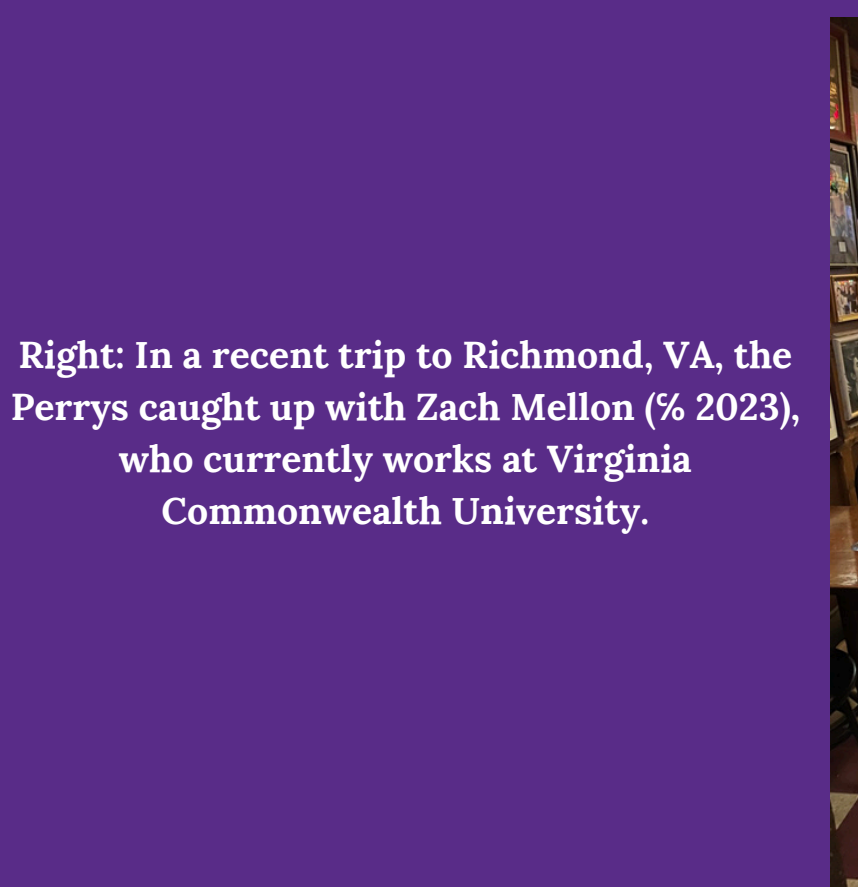 Right: In a recent trip to Richmond, VA, the
Perrys caught up with Zach Mellon (℅ 2023),
who currently works at Virginia
Commonwealth University.